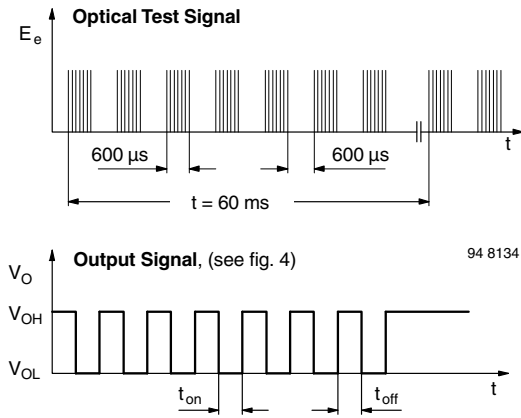 Optical Test Signal
E_e
t
600 µs
600 µs
t = 60 ms
Output Signal, (see fig. 4)
94 8134
V_O
V_OH
V_OL
t
t_on
t_off